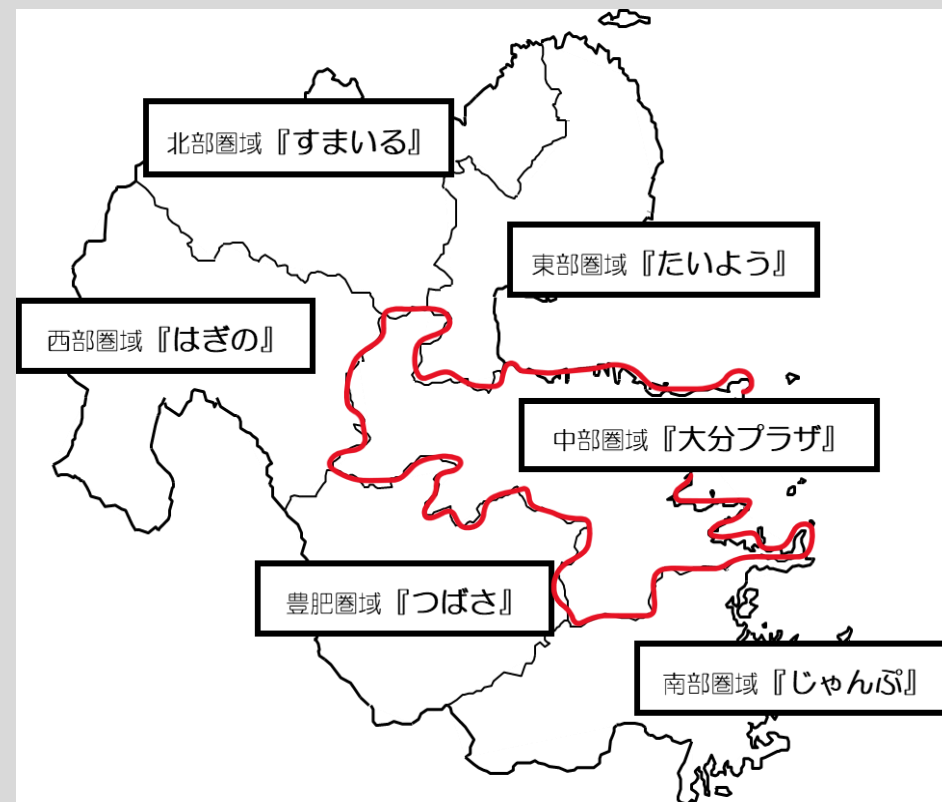 北部圏域『すまいる』
東部圏域『たいよう』
西部圏域『はぎの』
中部圏域『大分プラザ』
豊肥圏域『つばさ』
南部圏域『じゃんぷ』